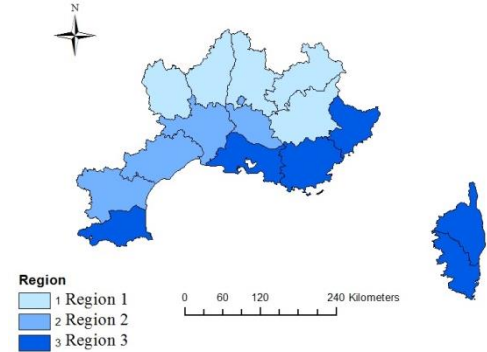 N
Region
1 Region 1
2 Region 2
3 Region 3
0 60 120 240 Kilometers